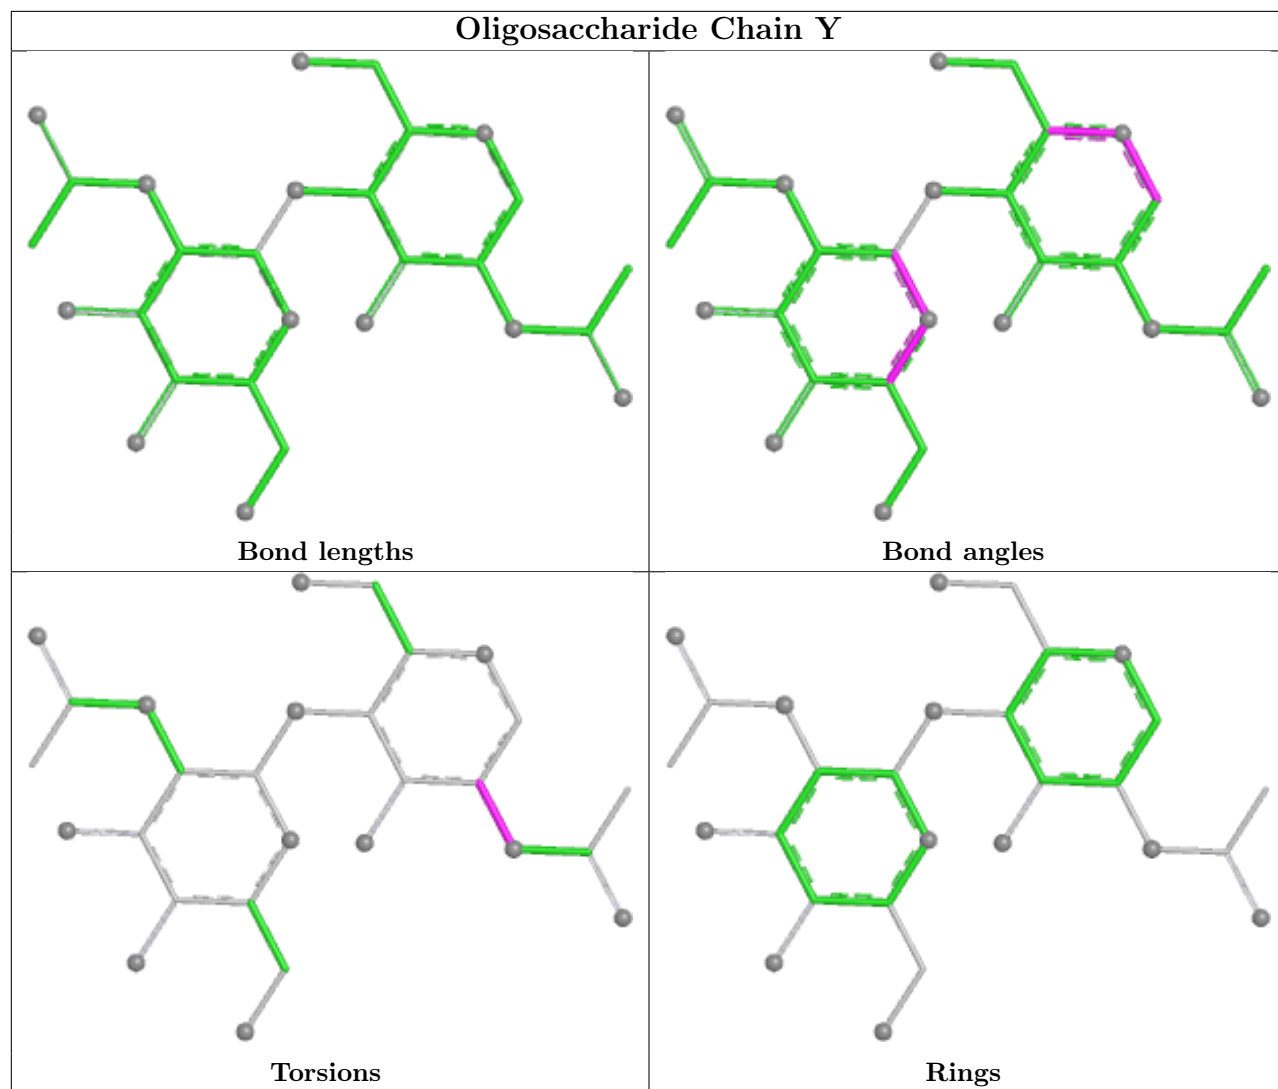 Oligosaccharide Chain Y
Bond lengths
Bond angles
Torsions
Rings